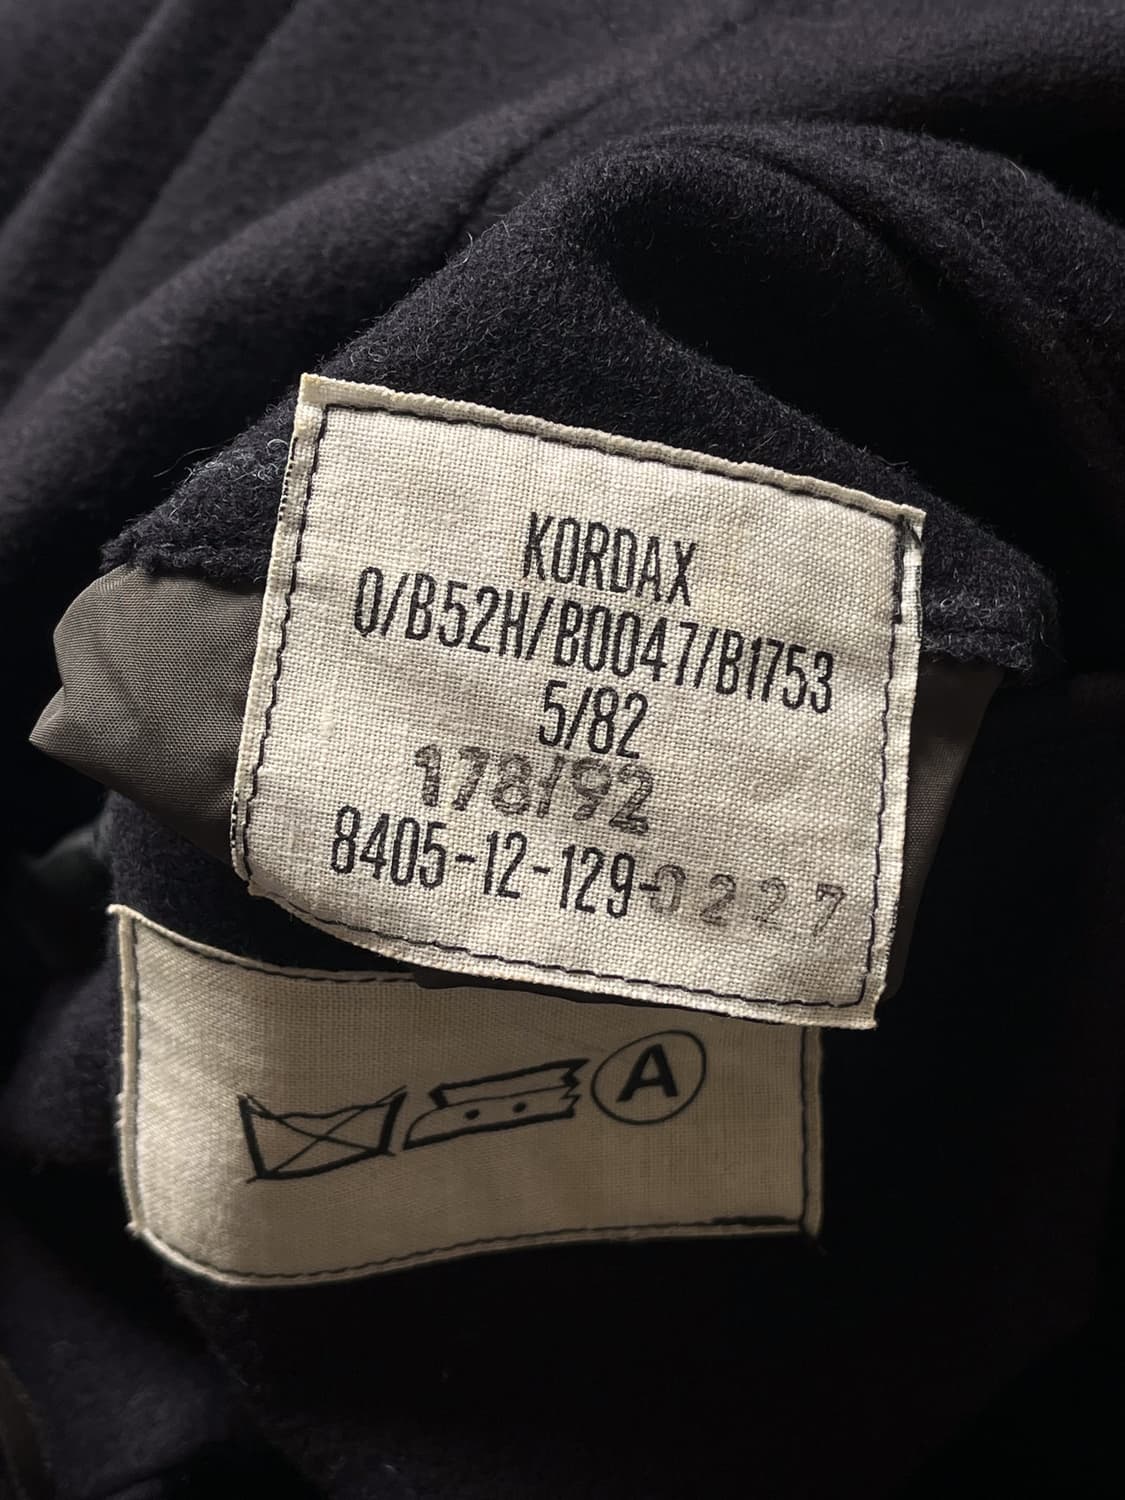 KORDAX
0/B52H/B0047/B1753
5/82
178/92
8405-12-129-0227
A